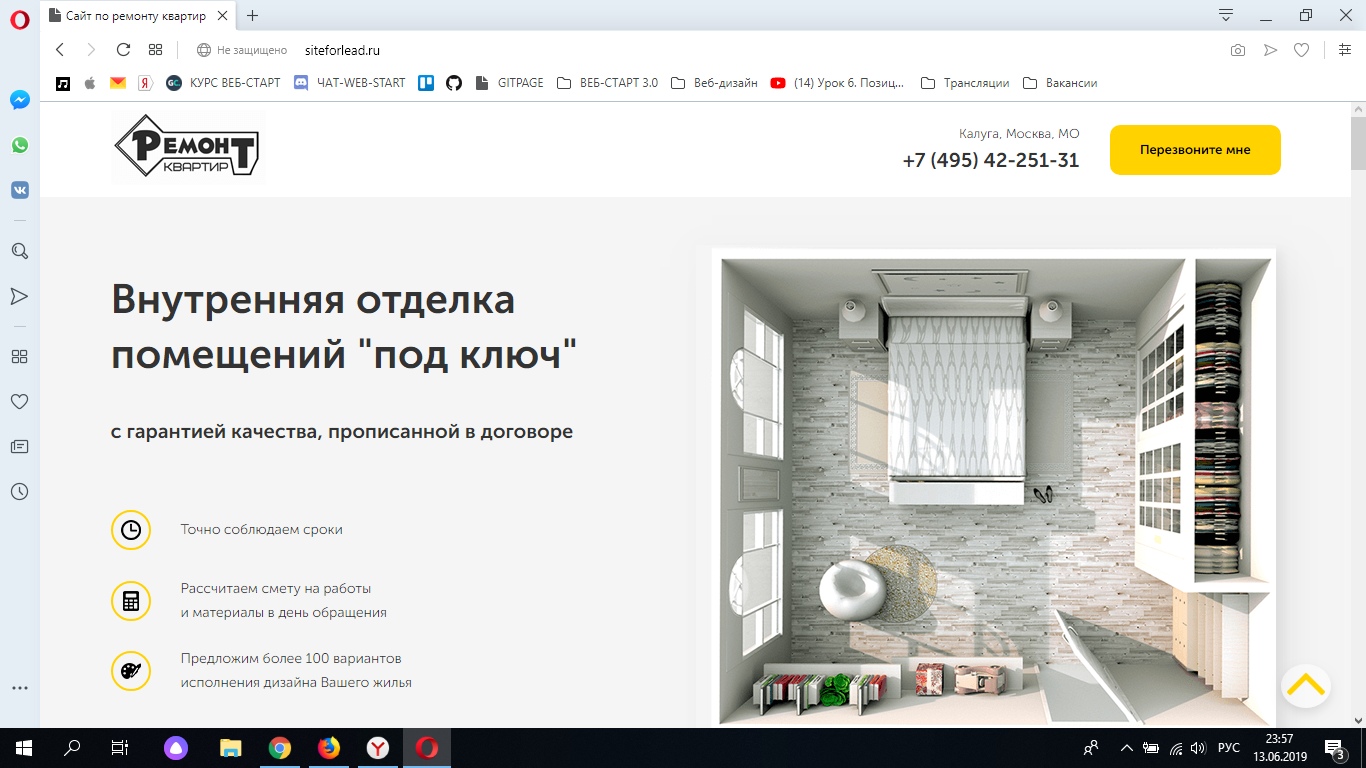 Сайт по ремонту квартир
Не защищено siteforlead.ru
КУРС ВЕБ-СТАРТ ЧАТ-WEB-START GITPAGE ВЕБ-СТАРТ 3.0 Веб-дизайн (14) Урок 6. Позиц... Трансляции Вакансии
РЕМОНТ
КВАРТИР
Калуга, Москва, МО
+7 (495) 42-251-31
Перезвоните мне
Внутренняя отделка
помещений "под ключ"
с гарантией качества, прописанной в договоре
Точно соблюдаем сроки
Рассчитаем смету на работы
и материалы в день обращения
Предложим более 100 вариантов
исполнения дизайна Вашего жилья
РУС
23:57
13.06.2019
3